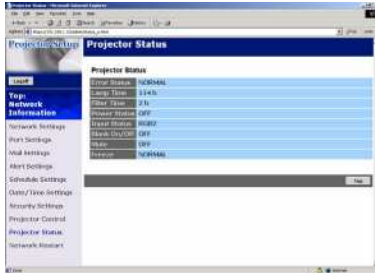 Projector Setup
Projector Status
Logoff
Top:
Network
Information
Network Settings
Port Settings
Mail Settings
Alert Settings
Schedule Settings
Date/Time Settings
Security Settings
Projector Control
Projector Status
Network Restart
Projector Status
Error Status NORMAL
Lamp Time 114 h
Filter Time 2 h
Power Status OFF
Input Status RGB2
Blank On/Off OFF
Mute OFF
Freeze NORMAL